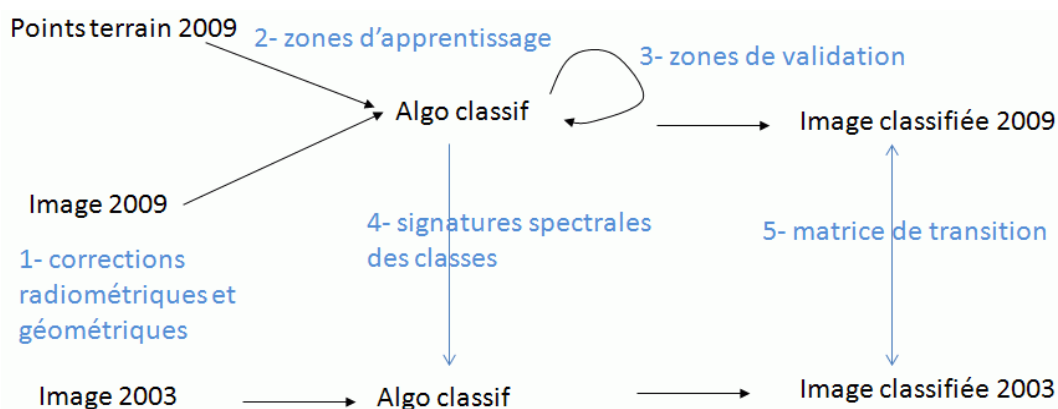 Points terrain 2009
2- zones d’apprentissage
3- zones de validation
Algo classif
Image classifiée 2009
Image 2009
4- signatures spectrales
des classes
5- matrice de transition
1- corrections
radiométriques et
géométriques
Image 2003
Algo classif
Image classifiée 2003